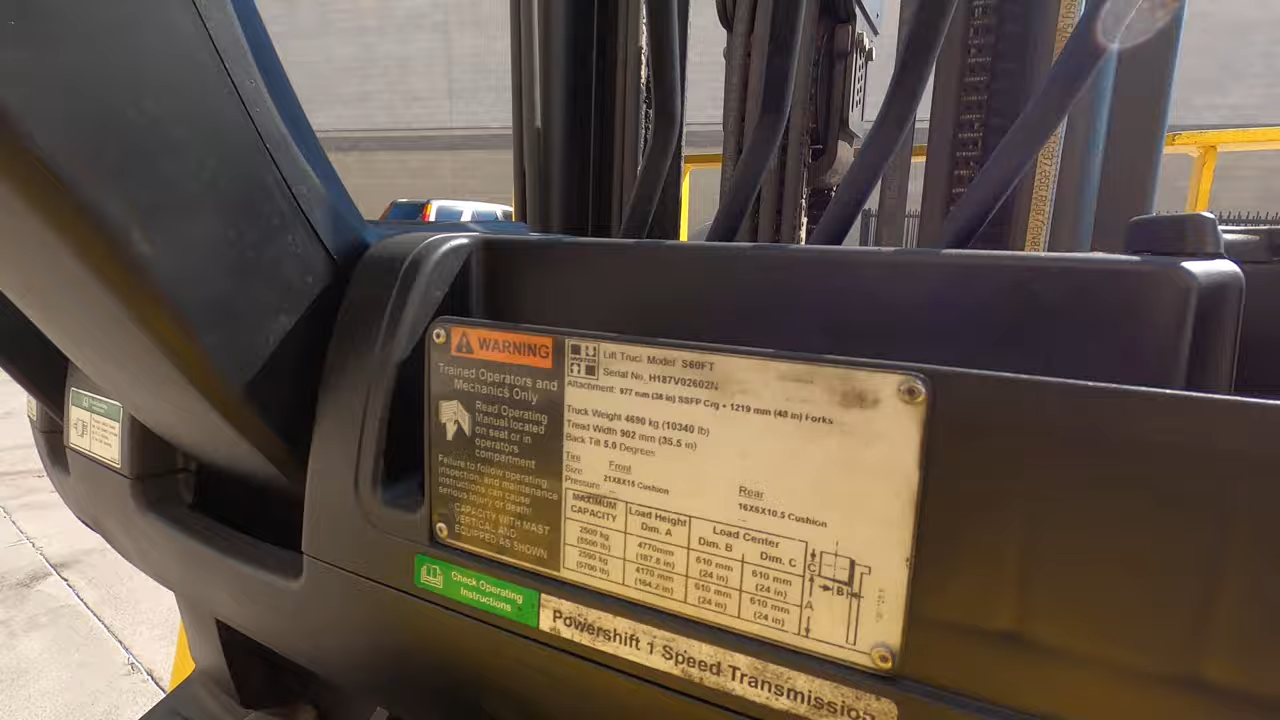 WARNING
Trained Operators and
Mechanics Only
Read Operating
Manual located
on seat or in
operators
compartment
Failure to follow operating,
inspection, and maintenance
instructions can cause
serious injury or death!
CAPACITY WITH MAST
VERTICAL AND
EQUIPPED AS SHOWN
HYSTER
Lift Truck Model S60FT
Serial No. H187V02602N
Attachment: 977 mm (38 in) SSFP Crg + 1219 mm (48 in) Forks
Truck Weight 4690 kg (10340 lb)
Tread Width 902 mm (35.5 in)
Back Tilt 5.0 Degrees
Tire Front Rear
Size 21X8X15 Cushion 16X6X10.5 Cushion
Pressure
MAXIMUM CAPACITY Load Height Dim. A Load Center Dim. B Dim. C
2500 kg (5500 lb) 4770mm (187.8 in) 610 mm (24 in) 610 mm (24 in)
(5700 lb) 4170 mm (164.2 in) 610 mm (24 in) 610 mm (24 in)
C
B
A
Check Operating
Instructions
Powershift 1 Speed Transmission